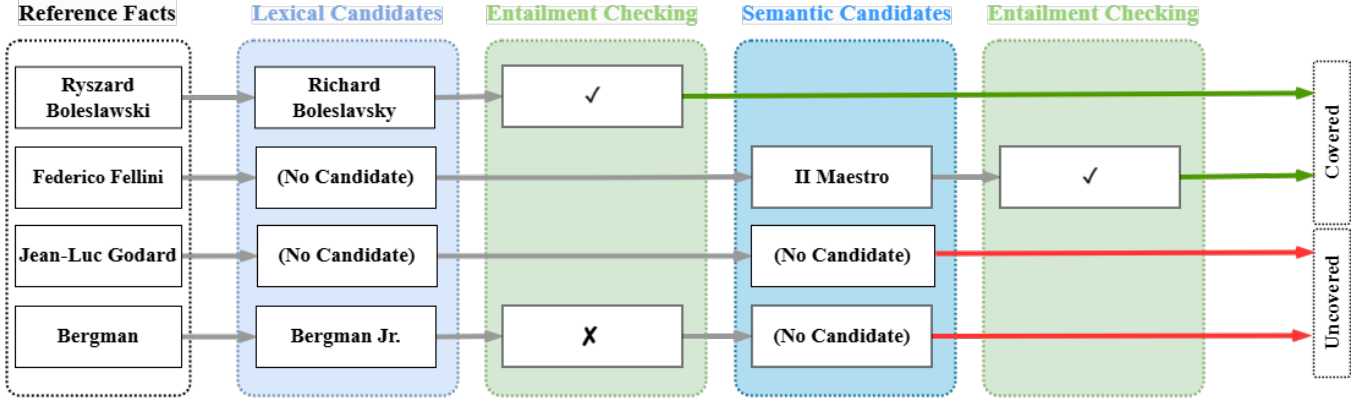 Reference Facts
Lexical Candidates
Entailment Checking
Semantic Candidates
Entailment Checking
Ryszard
Boleslawski
Richard
Boleslavsky
✓
Federico Fellini
(No Candidate)
II Maestro
✓
Jean-Luc Godard
(No Candidate)
(No Candidate)
Bergman
Bergman Jr.
✗
(No Candidate)
Covered
Uncovered